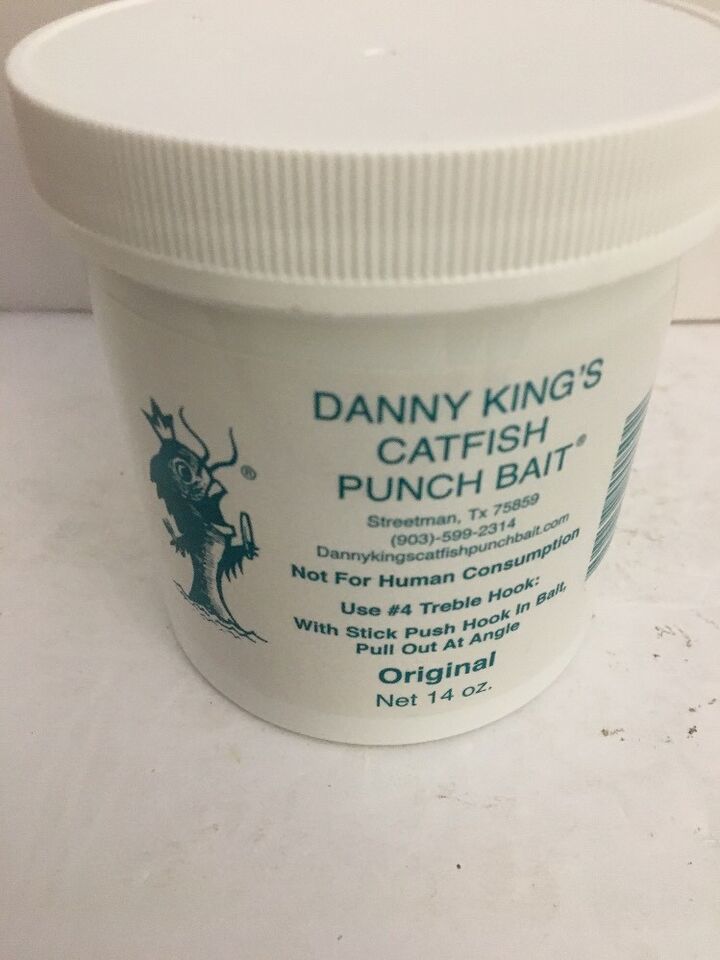 DANNY KING'S
CATFISH
PUNCH BAIT®
Streetman, Tx 75859
(903)-599-2314
Dannykingscatfishpunchbait.com
Not For Human Consumption
Use #4 Treble Hook:
With Stick Push Hook In Bait,
Pull Out At Angle
Original
Net 14 oz.
®